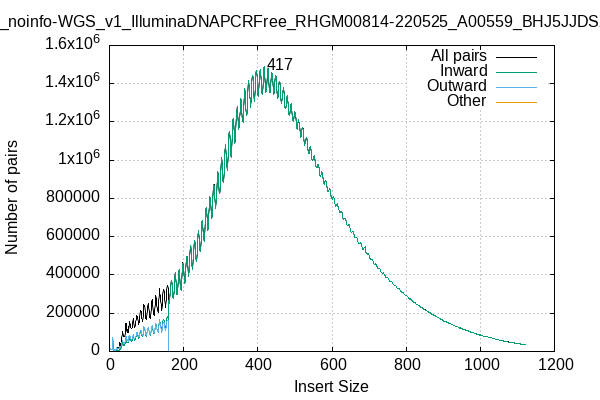 _noinfo-WGS_v1_IlluminaDNAPCRFree_RHGM00814-220525_A00559_BHJ5JJDS
1.6x10^6
1.4x10^6
1.2x10^6
1x10^6
800000
600000
400000
200000
0
Number of pairs
417
All pairs
Inward
Outward
Other
0 200 400 600 800 1000 1200
Insert Size